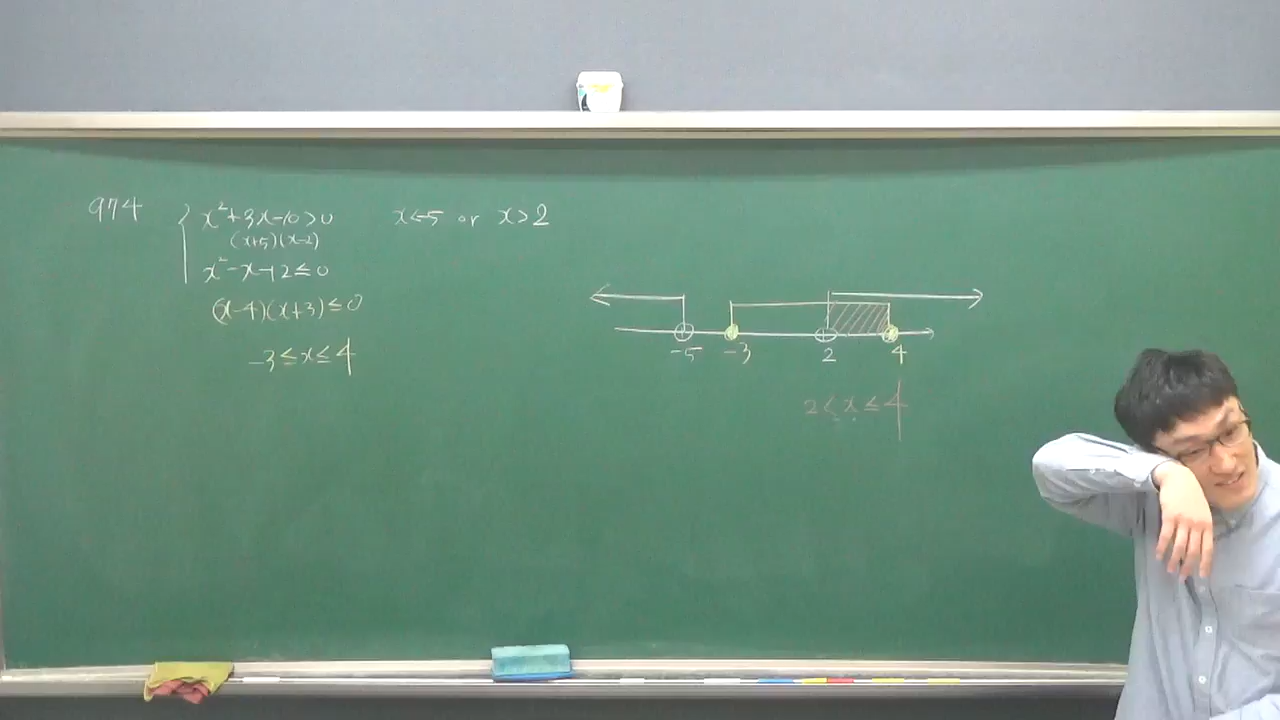 974
x²+3x-10>0 x<-5 or x>2
(x+5)(x-2)
x²-x-12≤0
(x-4)(x+3)≤0
-3≤x≤4
-5 -3 2 4
2<x≤4